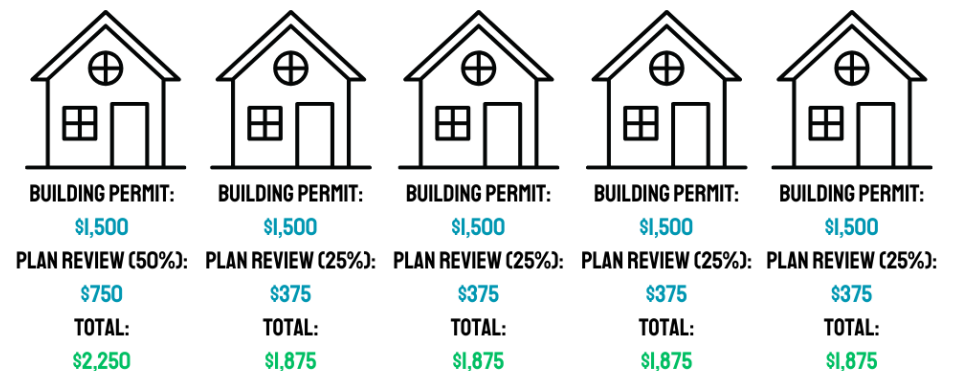 BUILDING PERMIT: BUILDING PERMIT: BUILDING PERMIT: BUILDING PERMIT: BUILDING PERMIT:
$1,500 $1,500 $1,500 $1,500 $1,500
PLAN REVIEW (50%): PLAN REVIEW (25%): PLAN REVIEW (25%): PLAN REVIEW (25%): PLAN REVIEW (25%):
$750 $375 $375 $375 $375
TOTAL: TOTAL: TOTAL: TOTAL: TOTAL:
$2,250 $1,875 $1,875 $1,875 $1,875